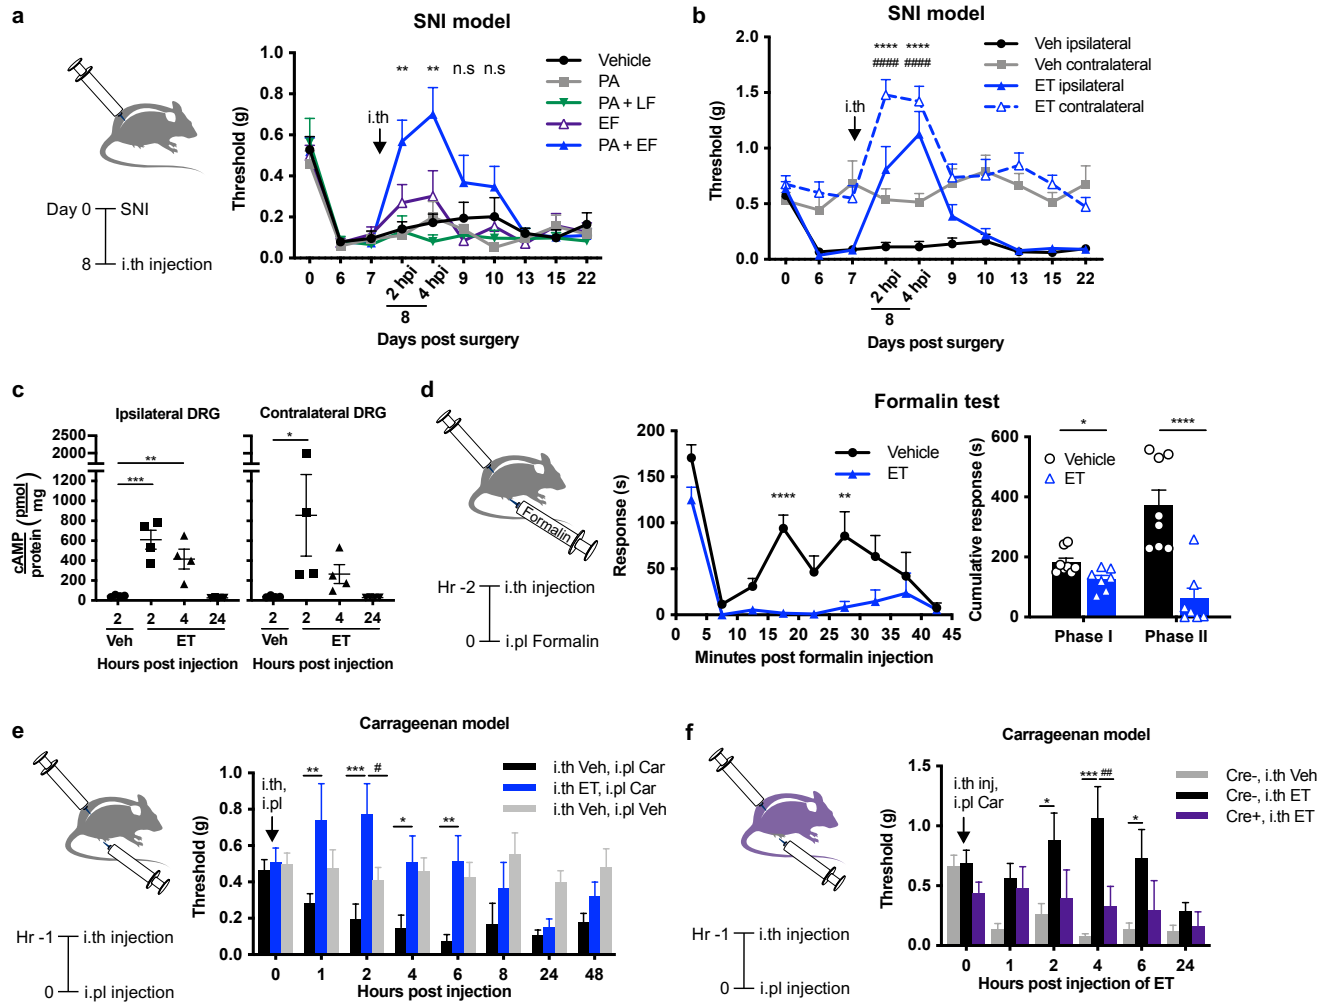 a
SNI model
Day 0
SNI
8
i.th injection
Threshold (g)
1.0
0.8
0.6
0.4
0.2
0.0
i.th
**
**
n.s
n.s
Vehicle
PA
PA + LF
EF
PA + EF
0
6
7
2 hpi
4 hpi
9
10
13
15
22
8
Days post surgery
b
SNI model
Threshold (g)
2.0
1.5
1.0
0.5
0.0
i.th
****
****
####
####
Veh ipsilateral
Veh contralateral
ET ipsilateral
ET contralateral
0
6
7
2 hpi
4 hpi
9
10
13
15
22
8
Days post surgery
c
Ipsilateral DRG
Contralateral DRG
cAMP
protein
(pmol
mg)
2500
2000
1200
1000
800
600
400
200
0
**
***
*
2
2
4
24
Veh
ET
Hours post injection
2
2
4
24
Veh
ET
Hours post injection
d
Formalin test
Formalin
Hr -2
i.th injection
0
i.pl Formalin
Response (s)
200
150
100
50
0
****
**
Vehicle
ET
0
5
10
15
20
25
30
35
40
45
Minutes post formalin injection
Cumulative response (s)
600
400
200
0
*
****
Vehicle
ET
Phase I
Phase II
e
Carrageenan model
Hr -1
i.th injection
0
i.pl injection
Threshold (g)
1.0
0.8
0.6
0.4
0.2
0.0
i.th,
i.pl
**
***
#
*
**
i.th Veh, i.pl Car
i.th ET, i.pl Car
i.th Veh, i.pl Veh
0
1
2
4
6
8
24
48
Hours post injection
f
Carrageenan model
Hr -1
i.th injection
0
i.pl injection
Threshold (g)
1.5
1.0
0.5
0.0
i.th inj,
i.pl Car
*
***
##
*
Cre-, i.th Veh
Cre-, i.th ET
Cre+, i.th ET
0
1
2
4
6
24
Hours post injection of ET